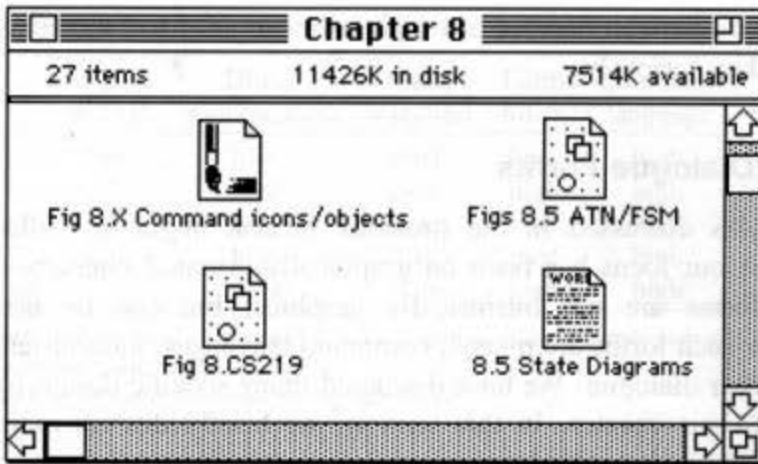 Chapter 8
27 items 11426K in disk 7514K available
Fig 8.X Command icons/objects Figs 8.5 ATN/FSM
WORD
Fig 8.CS219 8.5 State Diagrams